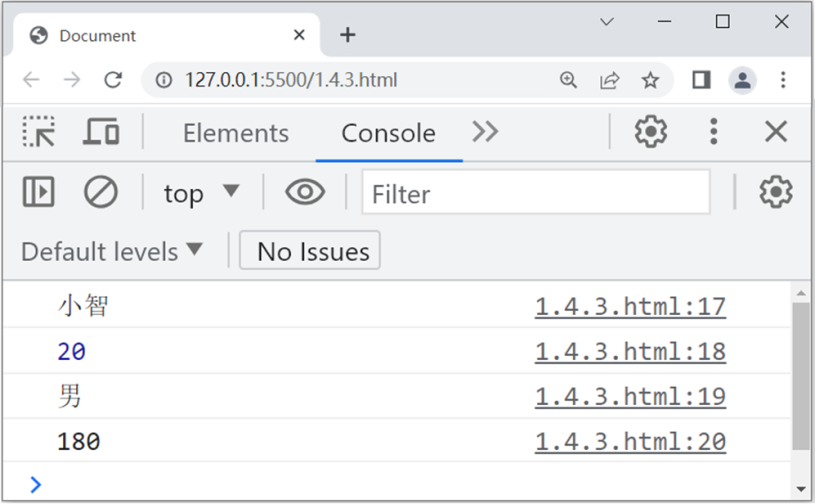 Document
127.0.0.1:5500/1.4.3.html
Elements Console
top Filter
Default levels No Issues
小智 1.4.3.html:17
20 1.4.3.html:18
男 1.4.3.html:19
180 1.4.3.html:20